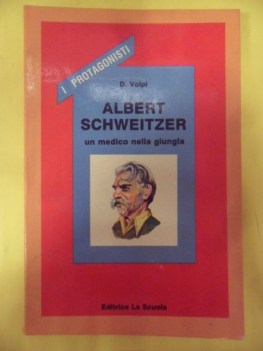 I PROTAGONISTI
D. Volpi
ALBERT
SCHWEITZER
un medico nella giungla
Editrice La Scuola